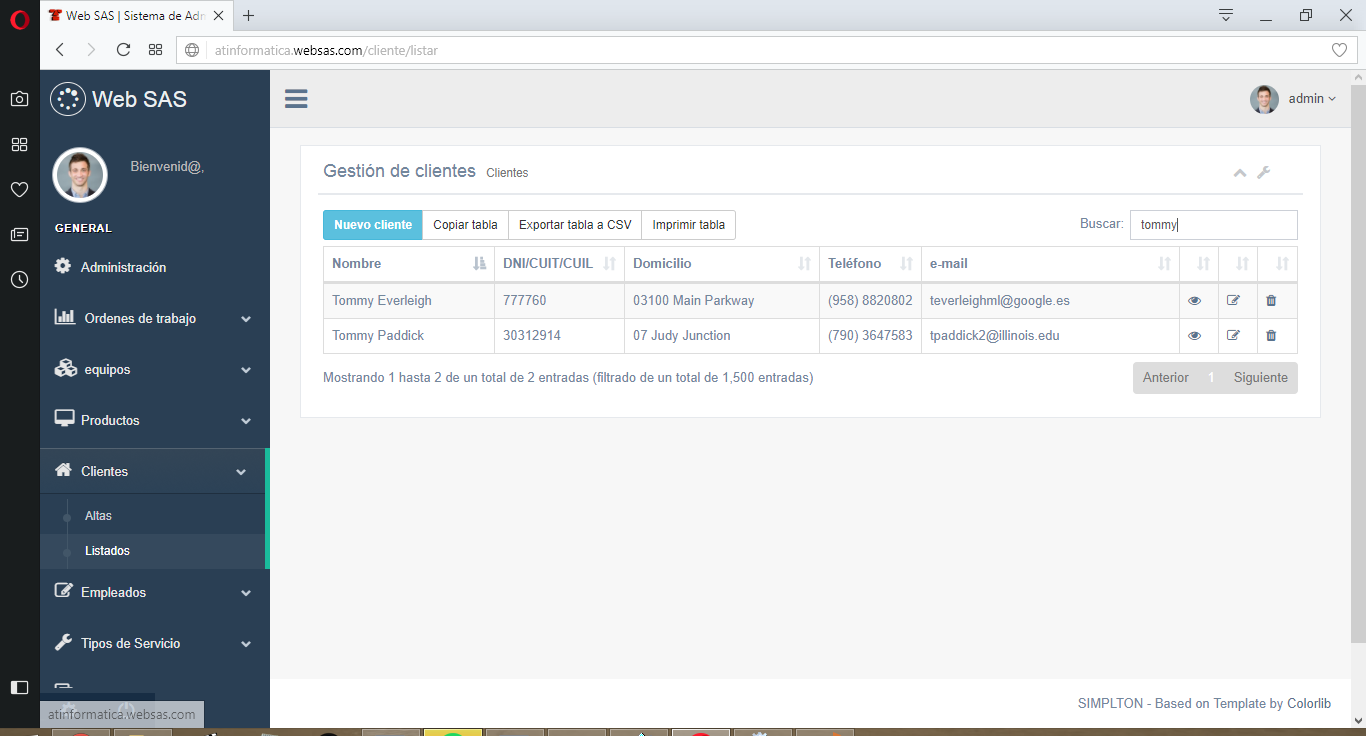 Web SAS | Sistema de Adm
atinformatica.websas.com/cliente/listar
Web SAS
admin
Bienvenid@,
GENERAL
Administración
Ordenes de trabajo
equipos
Productos
Clientes
Altas
Listados
Empleados
Tipos de Servicio
atinformatica.websas.com
Gestión de clientes Clientes
Nuevo cliente Copiar tabla Exportar tabla a CSV Imprimir tabla Buscar: tommy
Nombre DNI/CUIT/CUIL Domicilio Teléfono e-mail
Tommy Everleigh 777760 03100 Main Parkway (958) 8820802 teverleighml@google.es
Tommy Paddick 30312914 07 Judy Junction (790) 3647583 tpaddick2@illinois.edu
Mostrando 1 hasta 2 de un total de 2 entradas (filtrado de un total de 1,500 entradas) Anterior 1 Siguiente
SIMPLTON - Based on Template by Colorlib